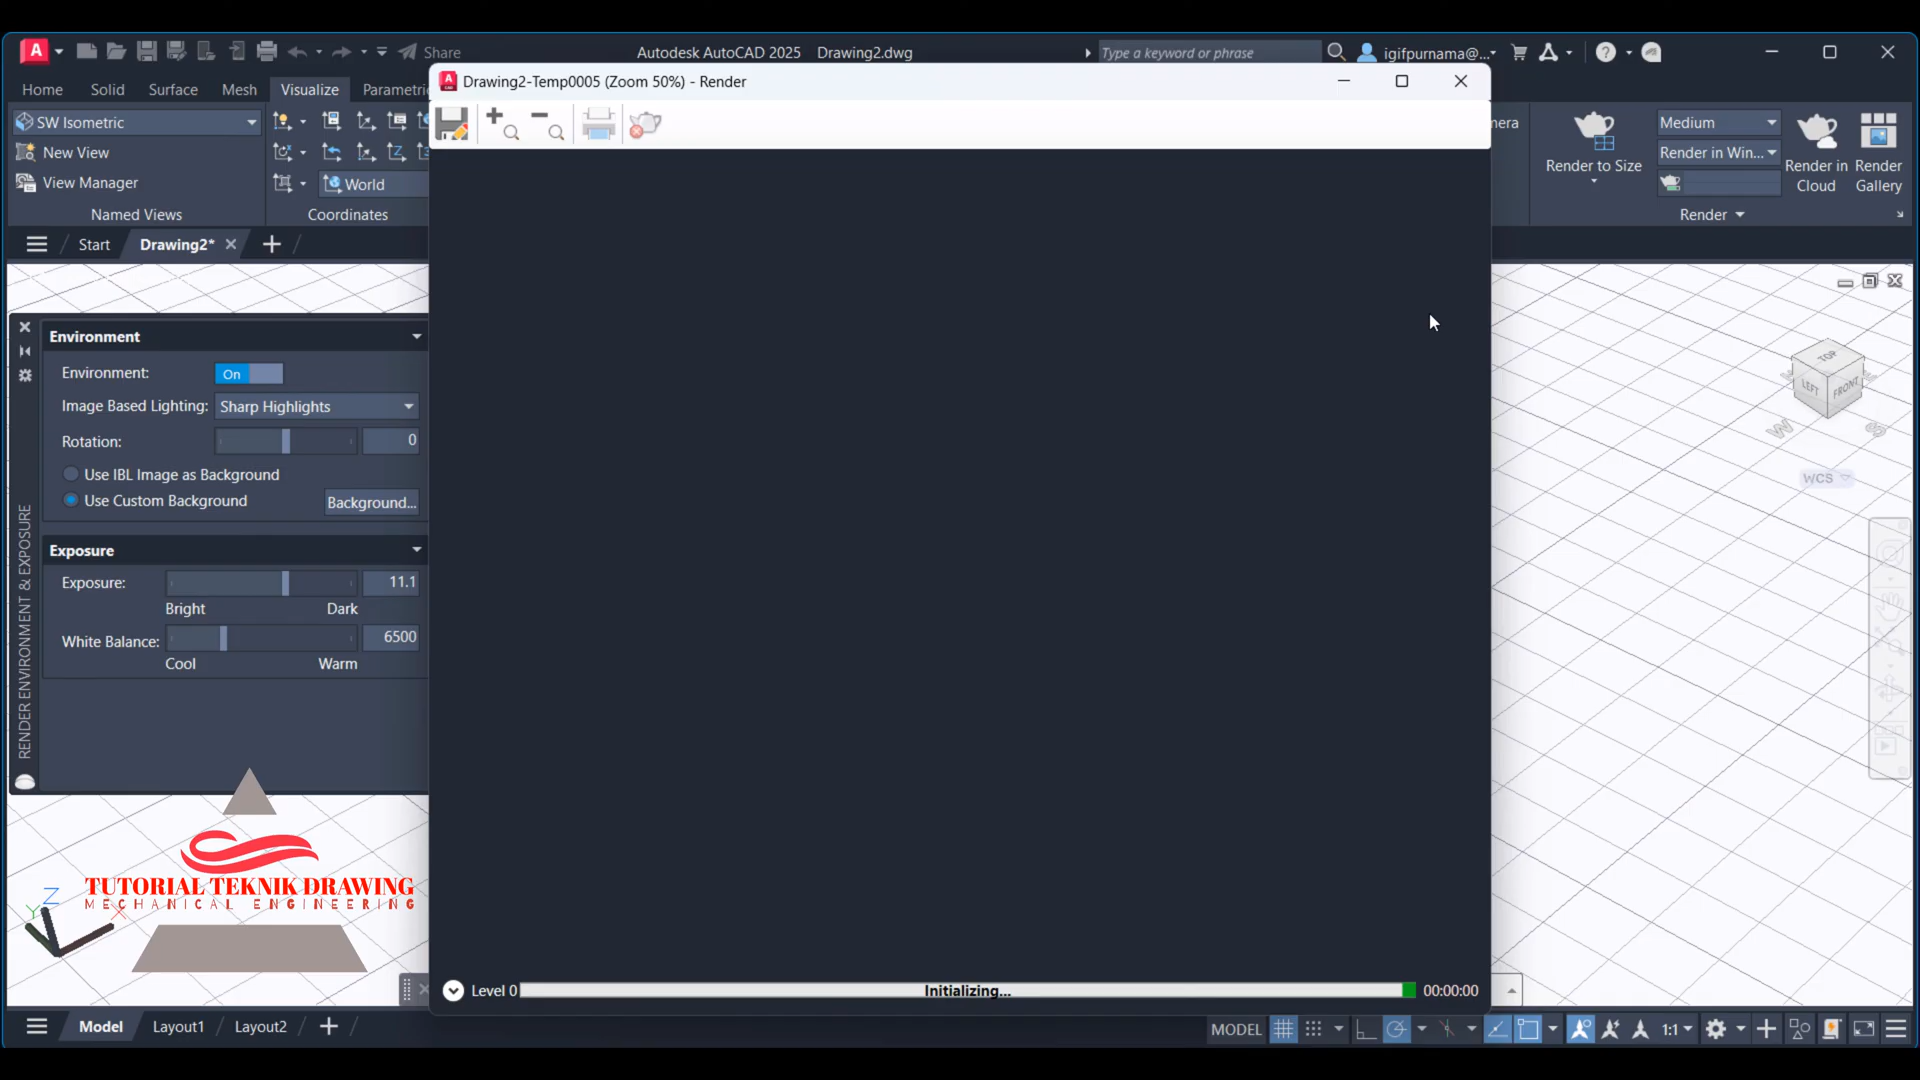 A
Share
Autodesk AutoCAD 2025 Drawing2.dwg
Type a keyword or phrase
igifpurnama@...
Home Solid Surface Mesh Visualize Parametri
Drawing2-Temp0005 (Zoom 50%) - Render
SW Isometric
New View
View Manager
Named Views
World
Coordinates
mera
Render to Size
Medium
Render in Win...
Render in Cloud
Render Gallery
Render
Start Drawing2*
Environment
Environment: On
Image Based Lighting: Sharp Highlights
Rotation: 0
Use IBL Image as Background
Use Custom Background Background...
Exposure
Exposure: 11.1
Bright Dark
White Balance: 6500
Cool Warm
RENDER ENVIRONMENT & EXPOSURE
TOP
LEFT FRONT
W S
WCS
TUTORIAL TEKNIK DRAWING
MECHANICAL ENGINEERING
Z
Y X
Level 0 Initializing... 00:00:00
Model Layout1 Layout2
MODEL 1:1